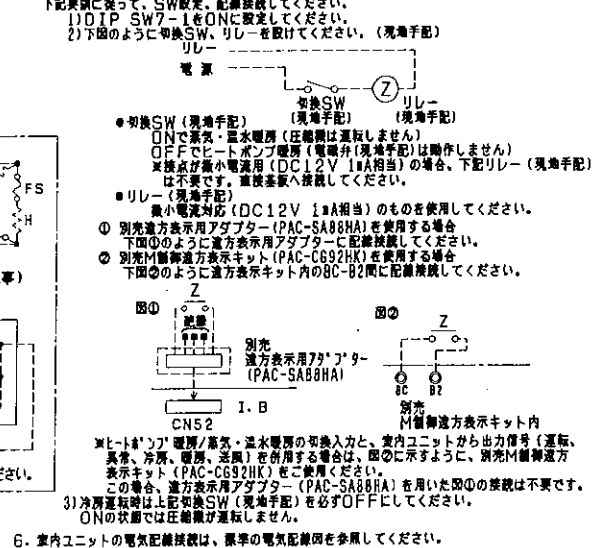 下記要領に従って、SW設定、配線接続してください。
1)DIP SW7-1をONに設定してください。
2)下図のように切換SW、リレーを設けてください。(現地手配)
リレー
電 源
Z
切換SW
リレー
(現地手配)
(現地手配)
●切換SW(現地手配)
ONで蒸気・温水暖房(圧縮機は運転しません)
OFFでヒートポンプ暖房(電磁弁(現地手配)は動作しません)
※接点が微小電流用(DC12V 1mA相当)の場合、下記リレー(現地手配)
は不要です。直接基板へ接続してください。
■リレー(現地手配)
微小電流対応(DC12V 1mA相当)のものを使用してください。
① 別売遠方表示用アダプター(PAC-SA88HA)を使用する場合
下図①のように遠方表示用アダプターに配線接続してください。
② 別売M制御遠方表示キット(PAC-CG92HK)を使用する場合
下図②のように遠方表示キット内のBC-B2間に配線接続してください。
FS
H
事)
ださい。
図①
Z
絶縁
別売
遠方表示用アダプター
(PAC-SA88HA)
I.B
CN52
図②
Z
BC B2
別売
M制御遠方表示キット内
※ヒートポンプ暖房/蒸気・温水暖房の切換入力と、室内ユニットから出力信号(運転、
異常、冷房、暖房、送風)を併用する場合は、図②に示すように、別売M制御遠方
表示キット(PAC-CG92HK)をご使用ください。
この場合、遠方表示用アダプター(PAC-SA88HA)を用いた図①の接続は不要です。
3)冷房運転時は上記切換SW(現地手配)を必ずOFFにしてください。
ONの状態では圧縮機が運転しません。
6. 室内ユニットの電気配線接続は、標準の電気配線図を参照してください。